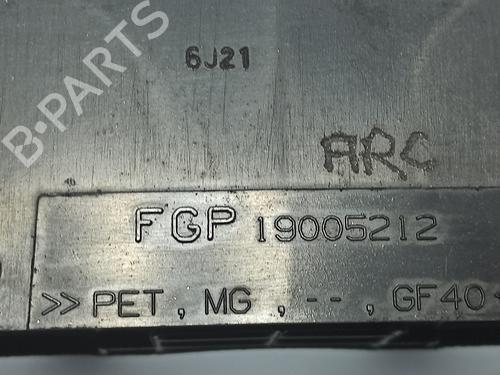 B-PARTS
6J21
ARC
FGP 19005212
>> PET, MG, --, GF40<